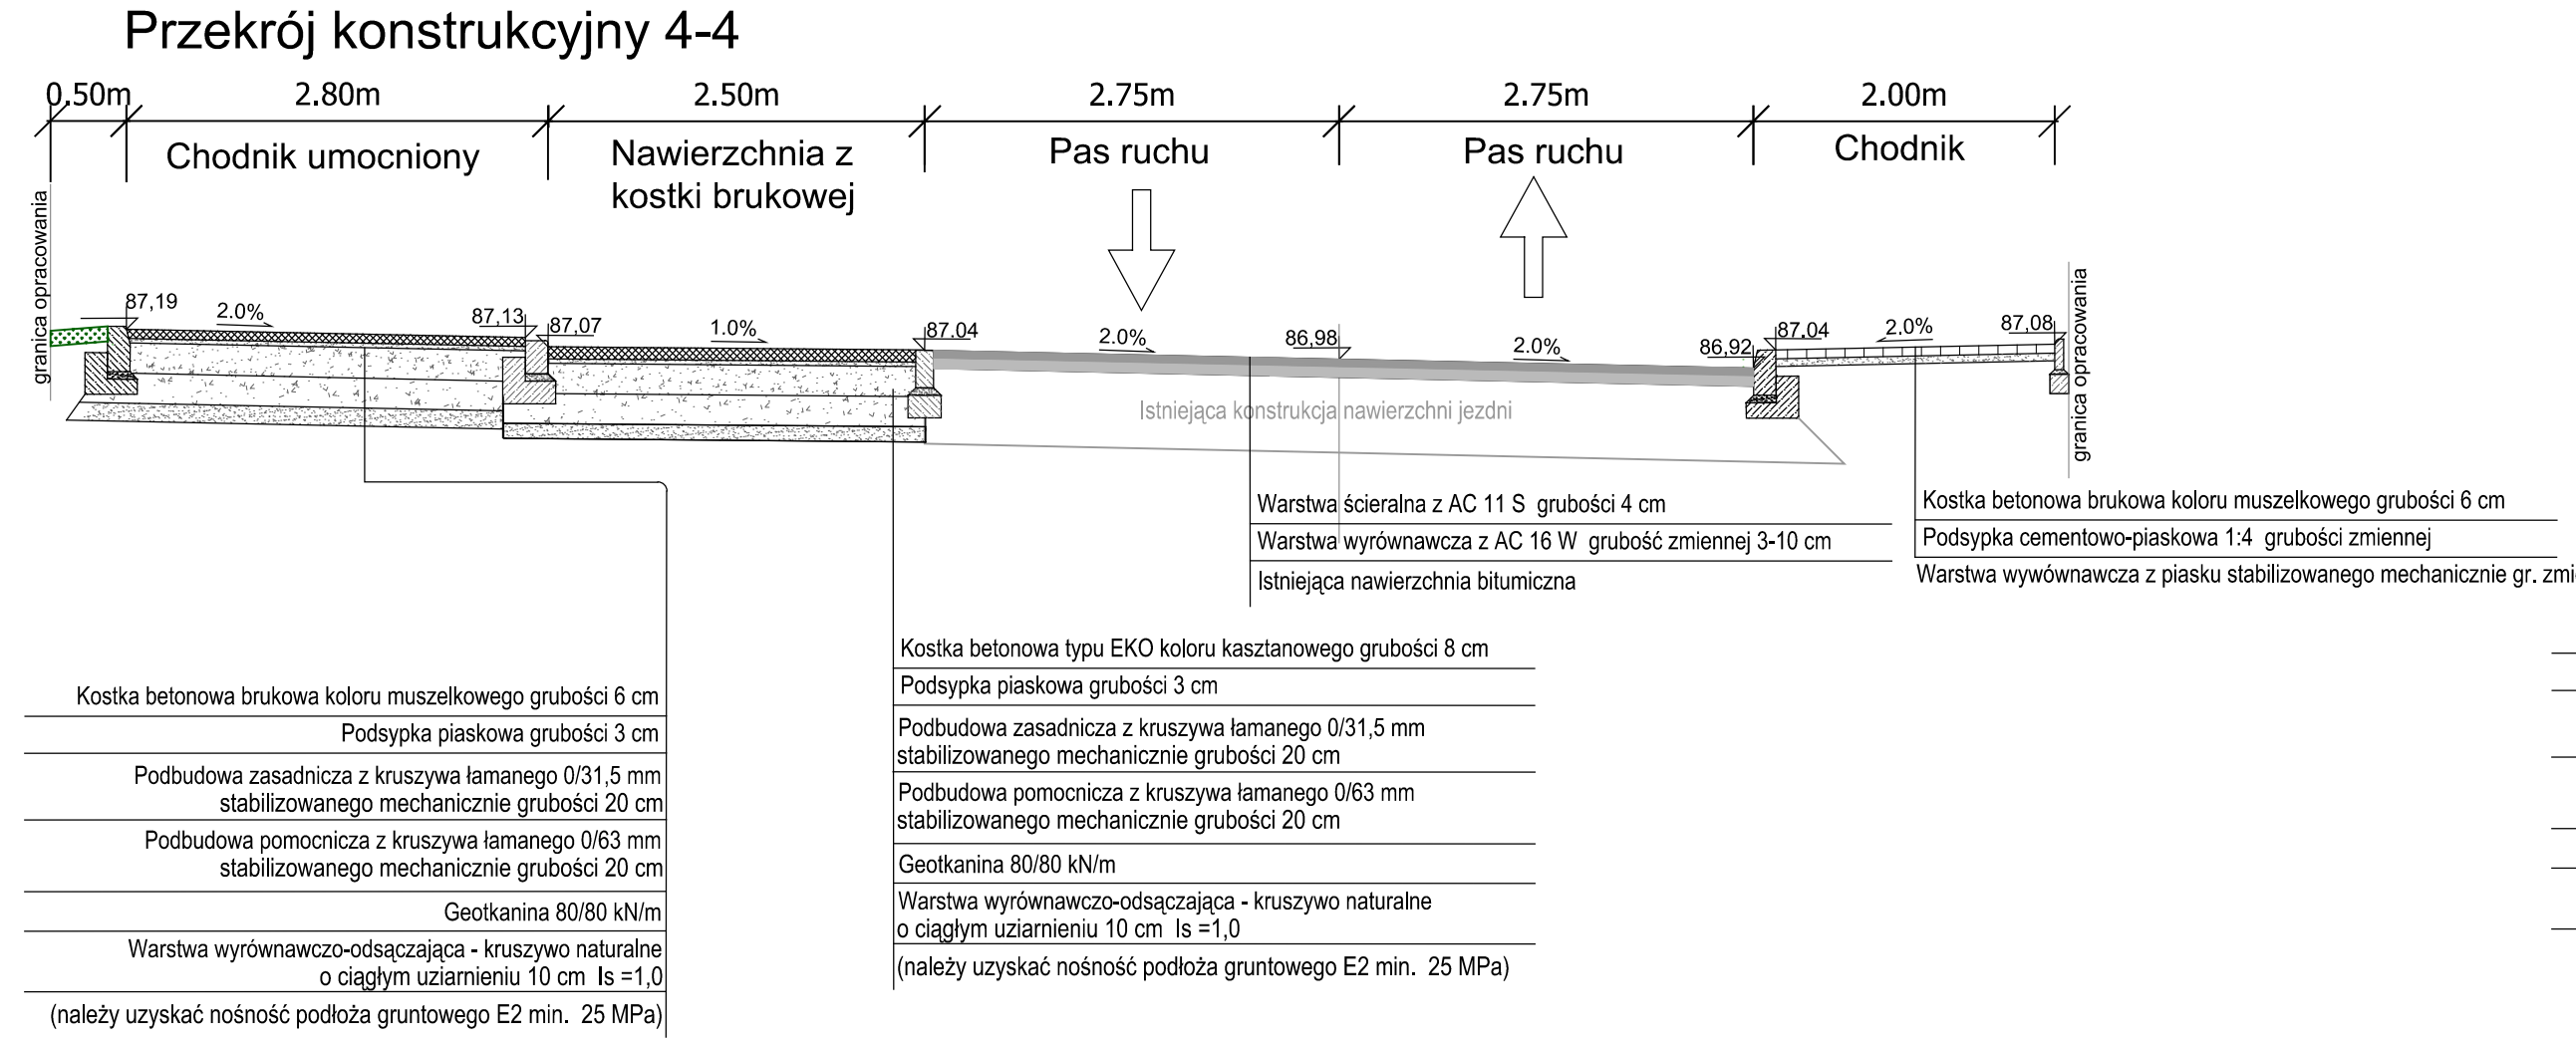 Przekrój konstrukcyjny 4-4
0.50m 2.80m 2.50m 2.75m 2.75m 2.00m
Chodnik umocniony
Nawierzchnia z
kostki brukowej
Pas ruchu
Pas ruchu
Chodnik
granica opracowania
87,19 2.0% 87,13 87,07 1.0% 87.04 2.0% 86,98 2.0% 86,92 87.04 2.0% 87,08
granica opracowania
Istniejąca konstrukcja nawierzchni jezdni
Warstwa ścieralna z AC 11 S grubości 4 cm
Warstwa wyrównawcza z AC 16 W grubość zmiennej 3-10 cm
Istniejąca nawierzchnia bitumiczna
Kostka betonowa brukowa koloru muszelkowego grubości 6 cm
Podsypka cementowo-piaskowa 1:4 grubości zmiennej
Warstwa wywównawcza z piasku stabilizowanego mechanicznie gr. zmi
Kostka betonowa brukowa koloru muszelkowego grubości 6 cm
Podsypka piaskowa grubości 3 cm
Podbudowa zasadnicza z kruszywa łamanego 0/31,5 mm
stabilizowanego mechanicznie grubości 20 cm
Podbudowa pomocnicza z kruszywa łamanego 0/63 mm
stabilizowanego mechanicznie grubości 20 cm
Geotkanina 80/80 kN/m
Warstwa wyrównawczo-odsączająca - kruszywo naturalne
o ciągłym uziarnieniu 10 cm Is =1,0
(należy uzyskać nośność podłoża gruntowego E2 min. 25 MPa)
Kostka betonowa typu EKO koloru kasztanowego grubości 8 cm
Podsypka piaskowa grubości 3 cm
Podbudowa zasadnicza z kruszywa łamanego 0/31,5 mm
stabilizowanego mechanicznie grubości 20 cm
Podbudowa pomocnicza z kruszywa łamanego 0/63 mm
stabilizowanego mechanicznie grubości 20 cm
Geotkanina 80/80 kN/m
Warstwa wyrównawczo-odsączająca - kruszywo naturalne
o ciągłym uziarnieniu 10 cm Is =1,0
(należy uzyskać nośność podłoża gruntowego E2 min. 25 MPa)